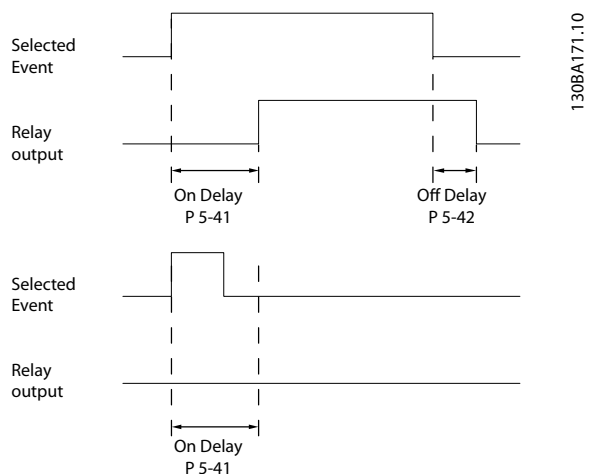 130BA171.10
Selected
Event
Relay
output
On Delay
P 5-41
Off Delay
P 5-42
Selected
Event
Relay
output
On Delay
P 5-41